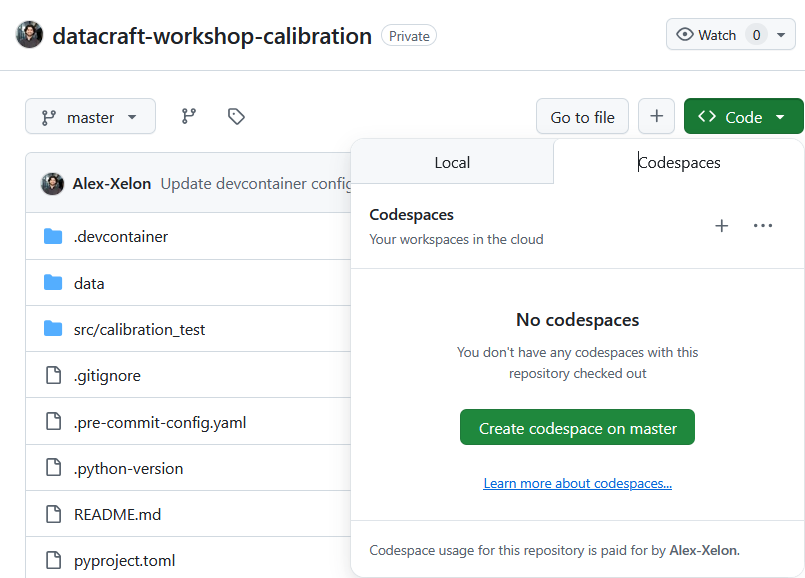 datacraft-workshop-calibration Private Watch 0
master Go to file Code
Local Codespaces
Alex-Xelon Update devcontainer config
Codespaces
Your workspaces in the cloud
.devcontainer
data
src/calibration_test
.gitignore
.pre-commit-config.yaml
.python-version
README.md
pyproject.toml
No codespaces
You don't have any codespaces with this
repository checked out
Create codespace on master
Learn more about codespaces...
Codespace usage for this repository is paid for by Alex-Xelon.